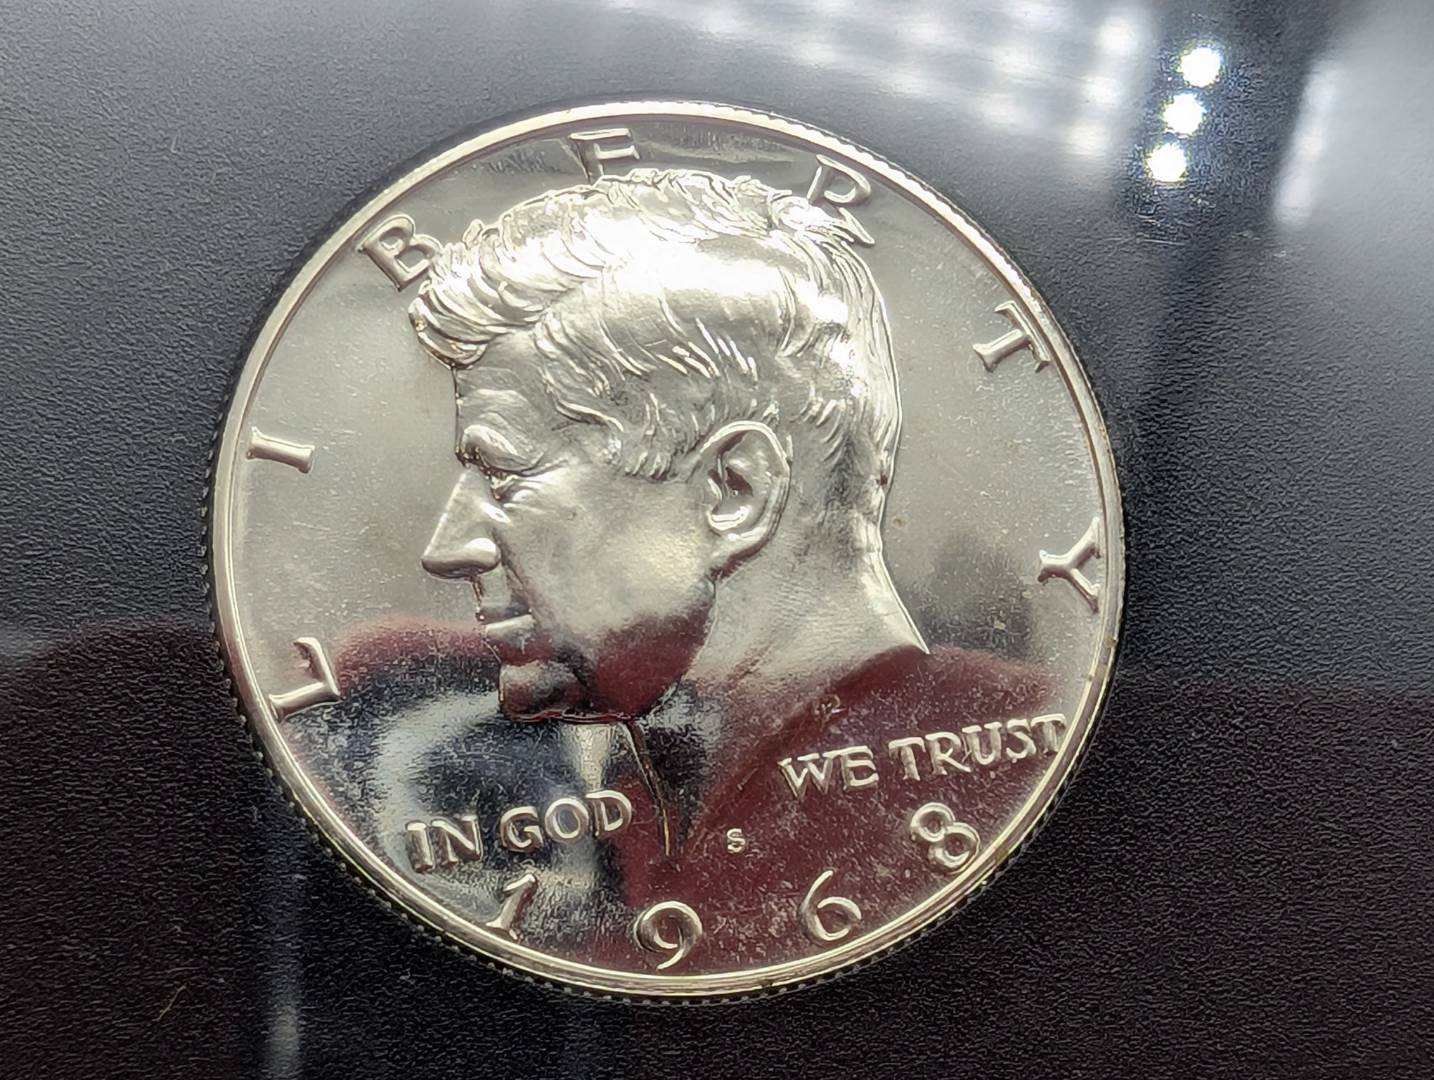 LIBERTY
IN GOD WE TRUST
S
1968